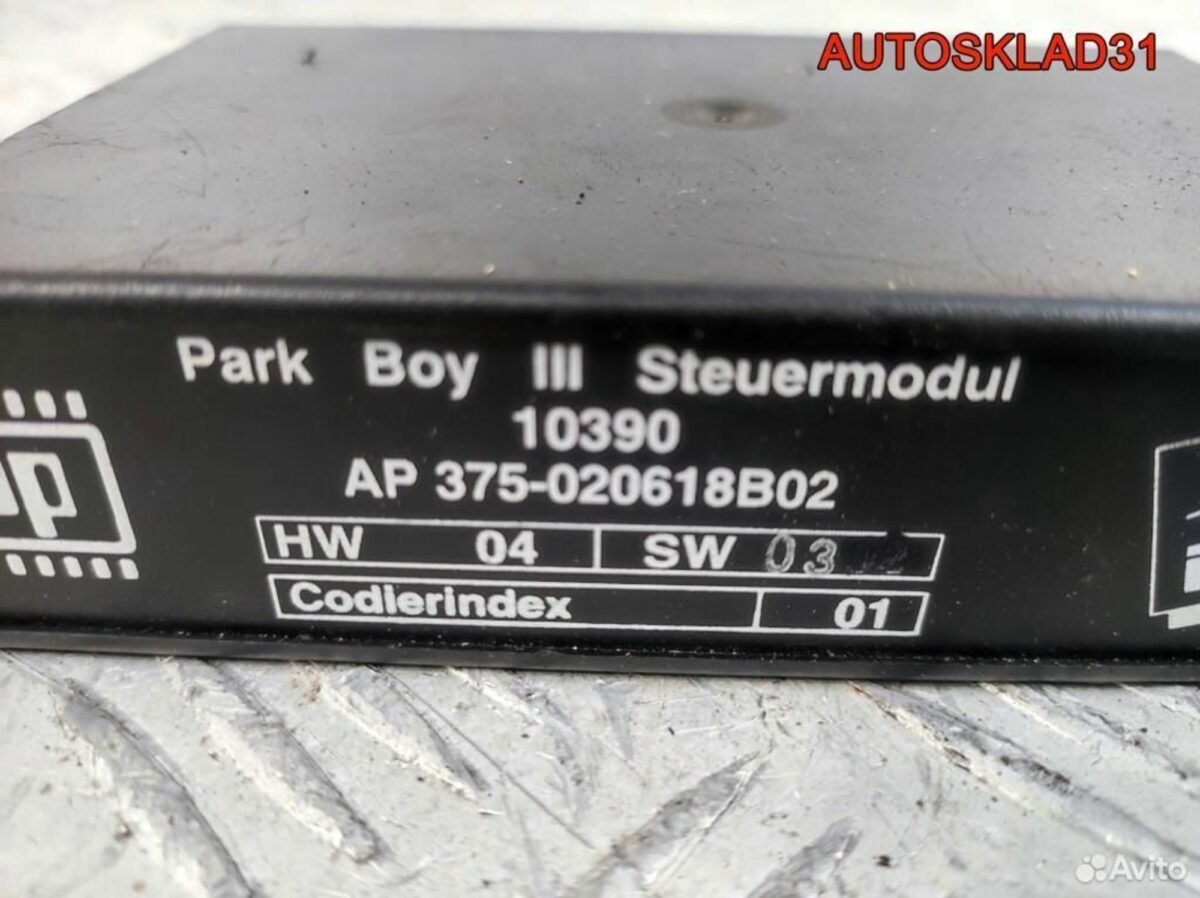 AUTOSKLAD31
Park Boy III Steuermodul
10390
AP 375-020618B02
HW 04 SW 03
Codierindex 01
Avito